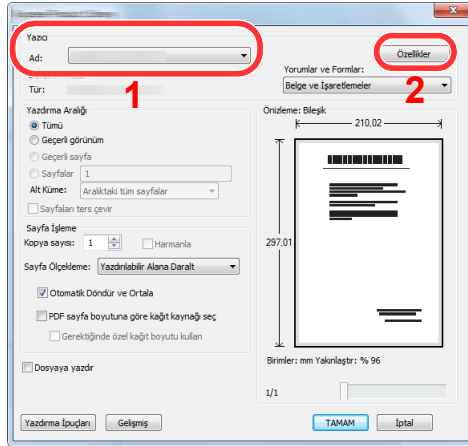 Yazıcı
Ad:
1
Özellikler
2
Tür:
Yorumlar ve Formlar:
Belge ve İşaretlemeler
Yazdırma Aralığı
Tümü
Geçerli görünüm
Geçerli sayfa
Sayfalar 1
Alt Küme: Aralıktaki tüm sayfalar
Sayfaları ters çevir
Sayfa İşleme
Kopya sayısı: 1 Harmanla
Sayfa Ölçekleme: Yazdırılabilir Alana Daralt
Otomatik Döndür ve Ortala
PDF sayfa boyutuna göre kağıt kaynağı seç
Gerektiğinde özel kağıt boyutu kullan
Dosyaya yazdır
Önizleme: Bileşik
210,02
297,01
Birimler: mm Yakınlaştır: % 96
1/1
Yazdırma İpuçları Gelişmiş TAMAM İptal